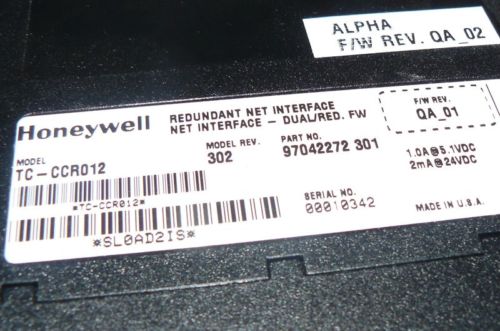 ALPHA
F/W REV. QA_02
Honeywell
REDUNDANT NET INTERFACE
NET INTERFACE - DUAL/RED. FW
F/W REV.
QA_01
MODEL
TC-CCR012
MODEL REV.
302
PART NO.
97042272 301
1.0A@5.1VDC
2mA@24VDC
*TC-CCR012*
SERIAL NO.
00010342
MADE IN U.S.A.
*SL0AD2IS*